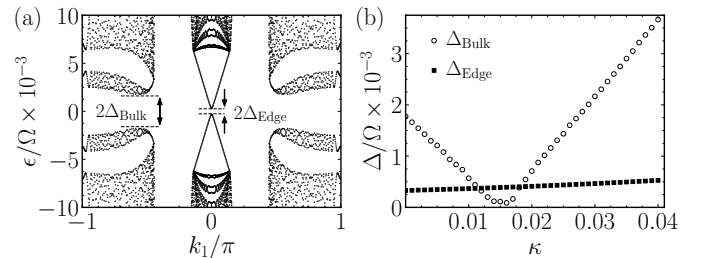 (a)
10
5
0
−5
−10
ϵ/Ω × 10⁻³
2Δ_Bulk
2Δ_Edge
−1
0
1
k₁/π
(b)
3
2
1
0
Δ/Ω × 10⁻³
Δ_Bulk
Δ_Edge
0.01
0.02
0.03
0.04
κ